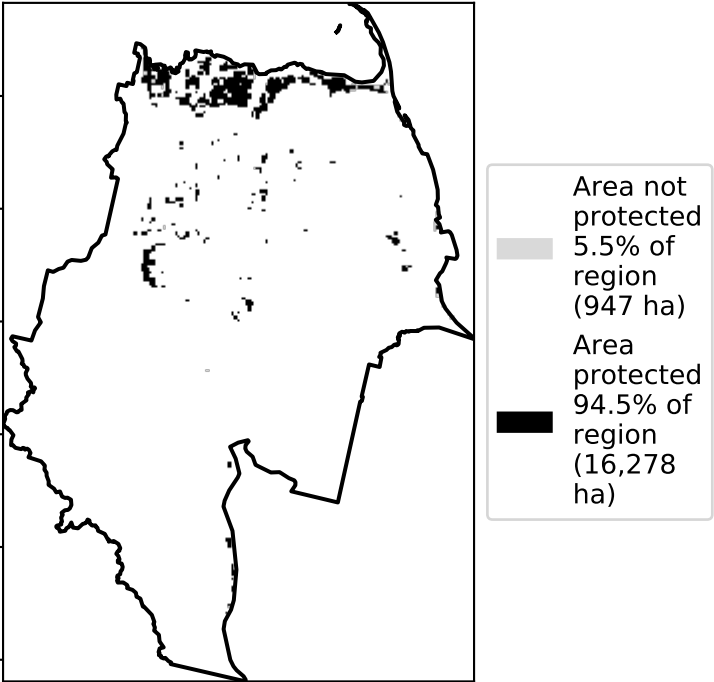 Area not
protected
5.5% of
region
(947 ha)
Area
protected
94.5% of
region
(16,278
ha)